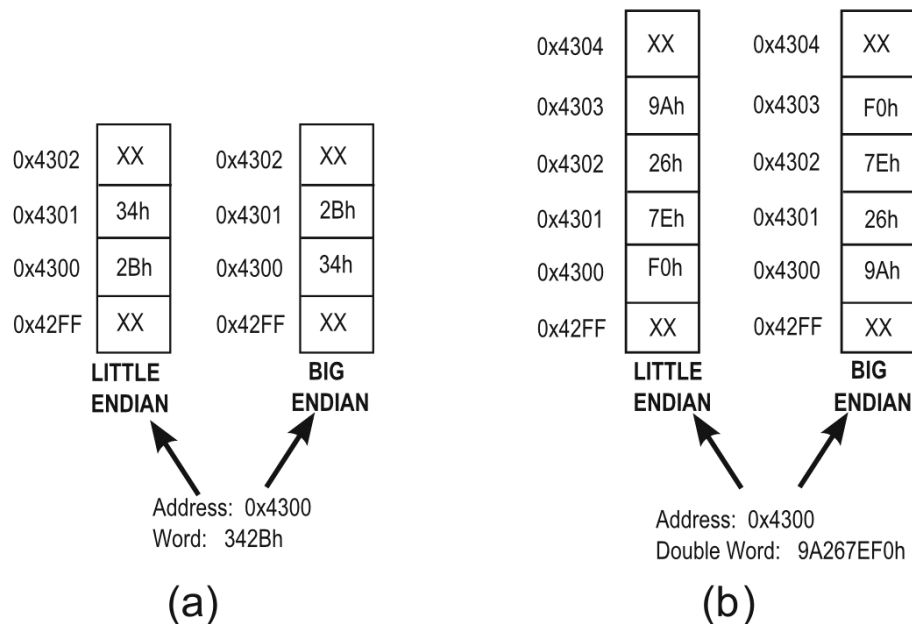 0x4302 XX 0x4302 XX
0x4301 34h 0x4301 2Bh
0x4300 2Bh 0x4300 34h
0x42FF XX 0x42FF XX
LITTLE BIG
ENDIAN ENDIAN
Address: 0x4300
Word: 342Bh
(a)
0x4304 XX 0x4304 XX
0x4303 9Ah 0x4303 F0h
0x4302 26h 0x4302 7Eh
0x4301 7Eh 0x4301 26h
0x4300 F0h 0x4300 9Ah
0x42FF XX 0x42FF XX
LITTLE BIG
ENDIAN ENDIAN
Address: 0x4300
Double Word: 9A267EF0h
(b)